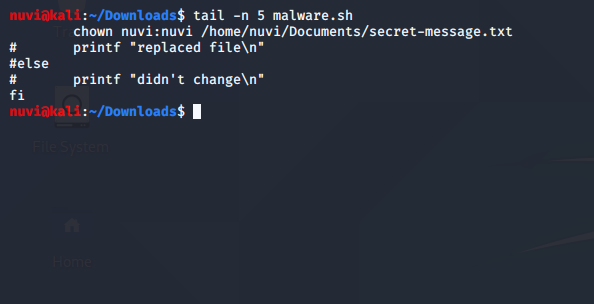 nuvi@kali:~/Downloads$ tail -n 5 malware.sh
        chown nuvi:nuvi /home/nuvi/Documents/secret-message.txt
#       printf "replaced file\n"
#else
#       printf "didn't change\n"
fi
nuvi@kali:~/Downloads$
File System
Home